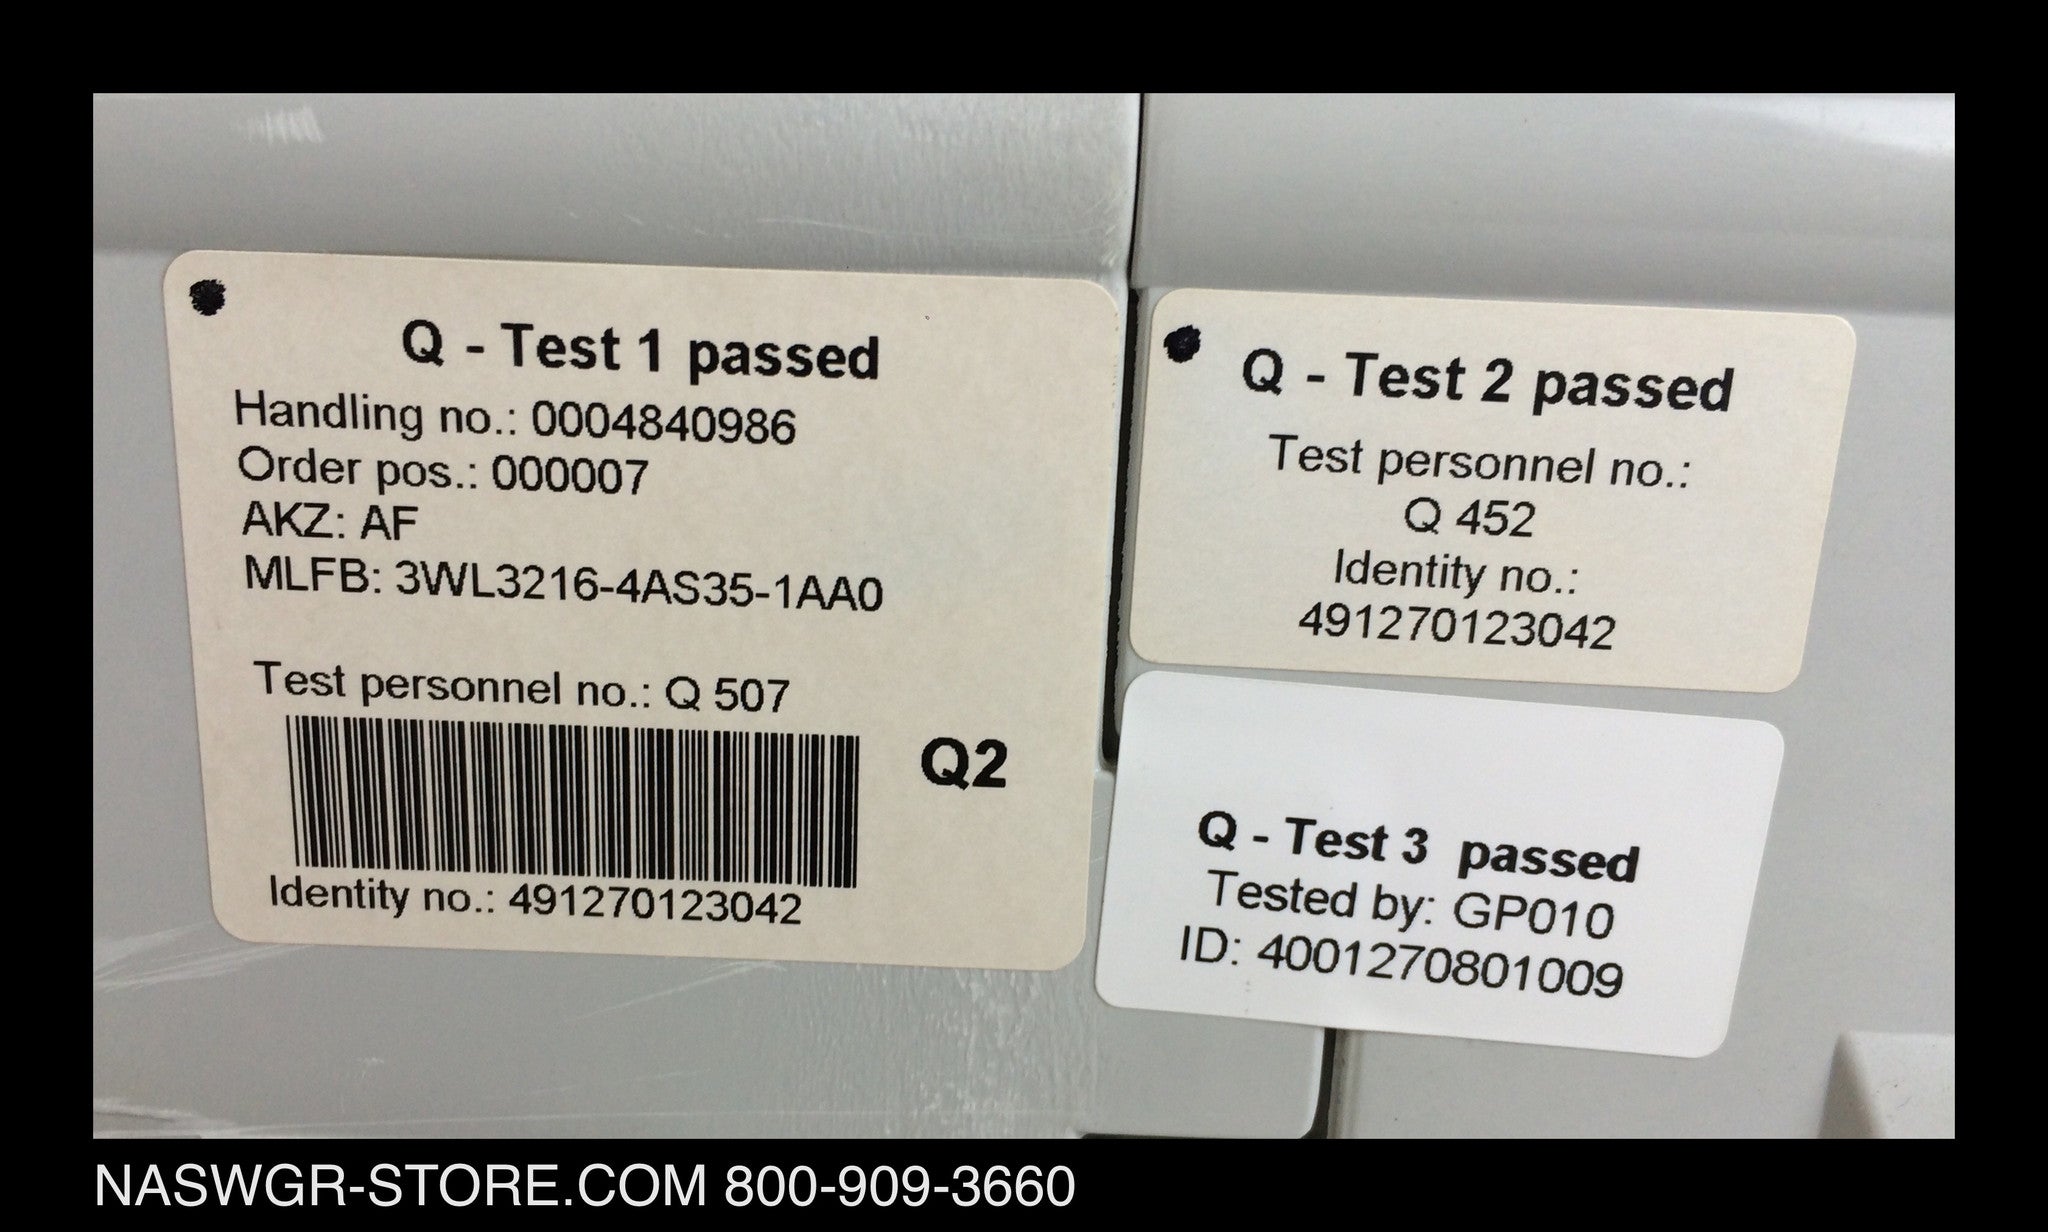 Q - Test 1 passed
Handling no.: 0004840986
Order pos.: 000007
AKZ: AF
MLFB: 3WL3216-4AS35-1AA0
Test personnel no.: Q 507
Q2
Identity no.: 491270123042
Q - Test 2 passed
Test personnel no.:
Q 452
Identity no.:
491270123042
Q - Test 3 passed
Tested by: GP010
ID: 4001270801009
NASWGR-STORE.COM 800-909-3660